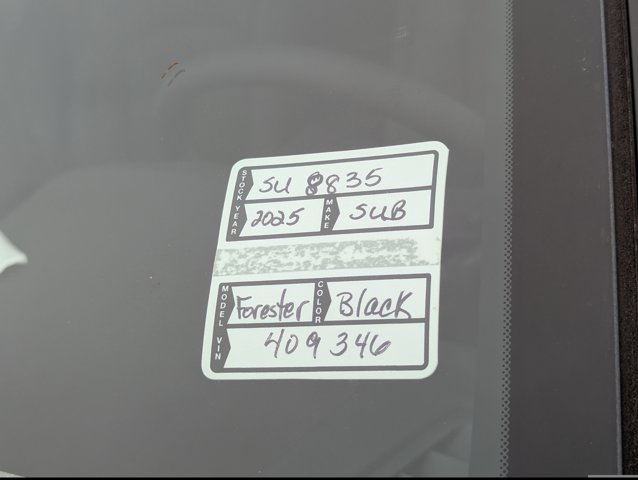 STOCK SU 8835
YEAR 2025 MAKE SUB
MODEL Forester COLOR Black
VIN 409346